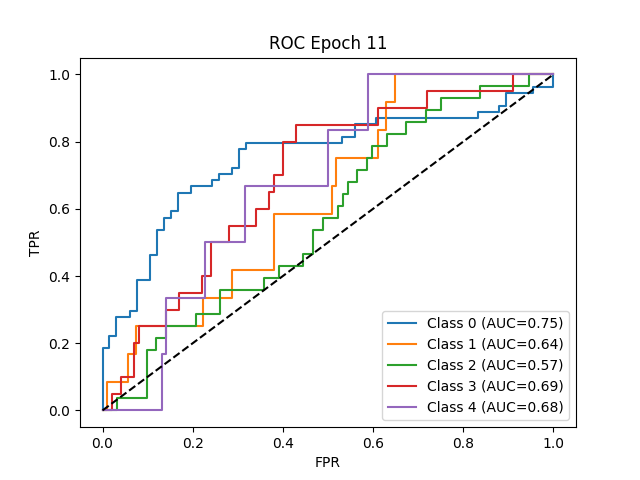 ROC Epoch 11
TPR
1.0
0.8
0.6
0.4
0.2
0.0
Class 0 (AUC=0.75)
Class 1 (AUC=0.64)
Class 2 (AUC=0.57)
Class 3 (AUC=0.69)
Class 4 (AUC=0.68)
0.0 0.2 0.4 0.6 0.8 1.0
FPR